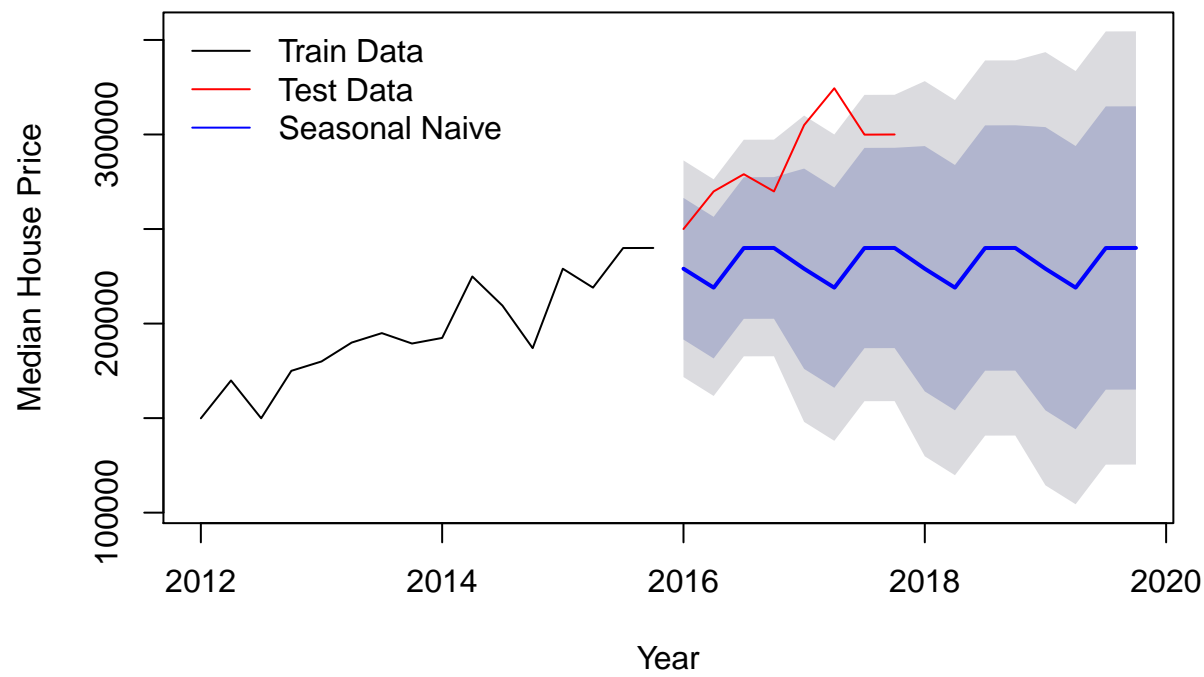 Train Data
Test Data
Seasonal Naive
Median House Price
300000
200000
100000
2012
2014
2016
2018
2020
Year